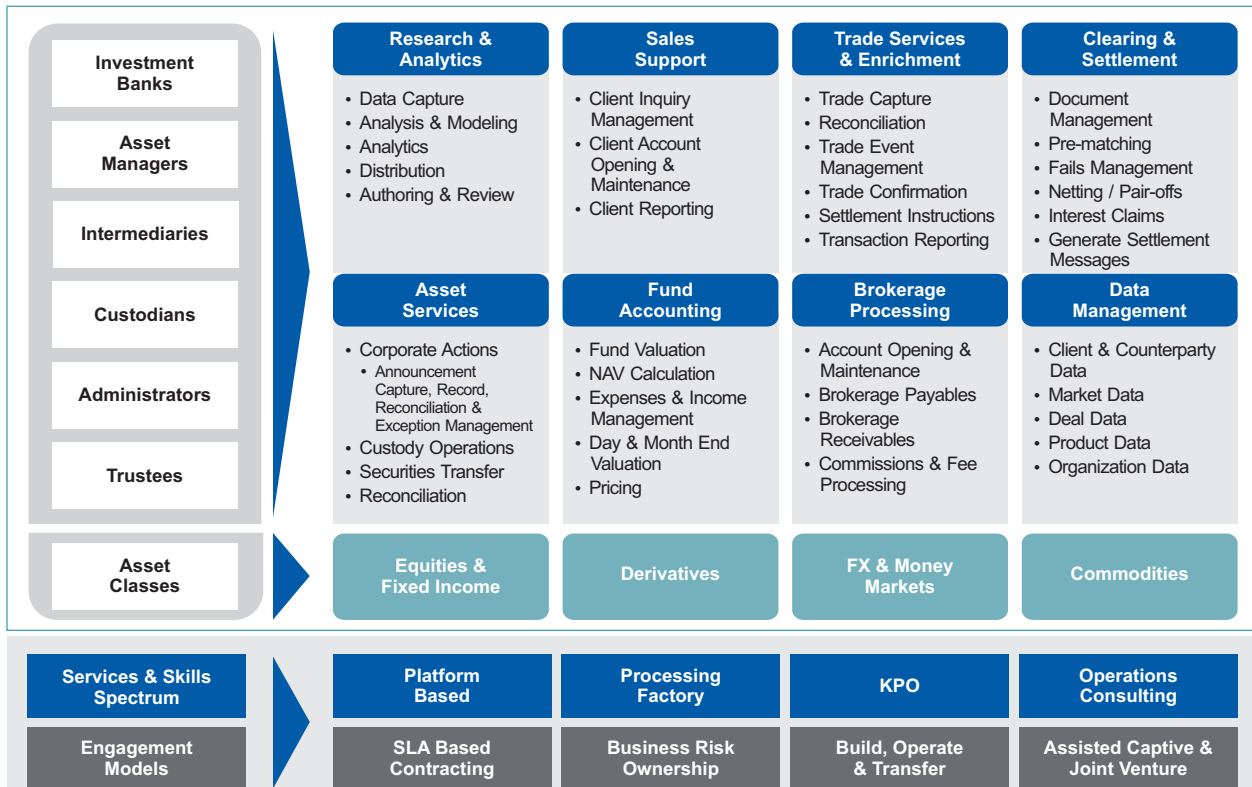 Investment
Banks
Asset
Managers
Intermediaries
Custodians
Administrators
Trustees
Asset
Classes
Research &
Analytics
• Data Capture
• Analysis & Modeling
• Analytics
• Distribution
• Authoring & Review
Sales
Support
• Client Inquiry
Management
• Client Account
Opening &
Maintenance
• Client Reporting
Trade Services
& Enrichment
• Trade Capture
• Reconciliation
• Trade Event
Management
• Trade Confirmation
• Settlement Instructions
• Transaction Reporting
Clearing &
Settlement
• Document
Management
• Pre-matching
• Fails Management
• Netting / Pair-offs
• Interest Claims
• Generate Settlement
Messages
Asset
Services
• Corporate Actions
• Announcement
Capture, Record,
Reconciliation &
Exception Management
• Custody Operations
• Securities Transfer
• Reconciliation
Fund
Accounting
• Fund Valuation
• NAV Calculation
• Expenses & Income
Management
• Day & Month End
Valuation
• Pricing
Brokerage
Processing
• Account Opening &
Maintenance
• Brokerage Payables
• Brokerage
Receivables
• Commissions & Fee
Processing
Data
Management
• Client & Counterparty
Data
• Market Data
• Deal Data
• Product Data
• Organization Data
Equities &
Fixed Income
Derivatives
FX & Money
Markets
Commodities
Services & Skills
Spectrum
Platform
Based
Processing
Factory
KPO
Operations
Consulting
Engagement
Models
SLA Based
Contracting
Business Risk
Ownership
Build, Operate
& Transfer
Assisted Captive &
Joint Venture